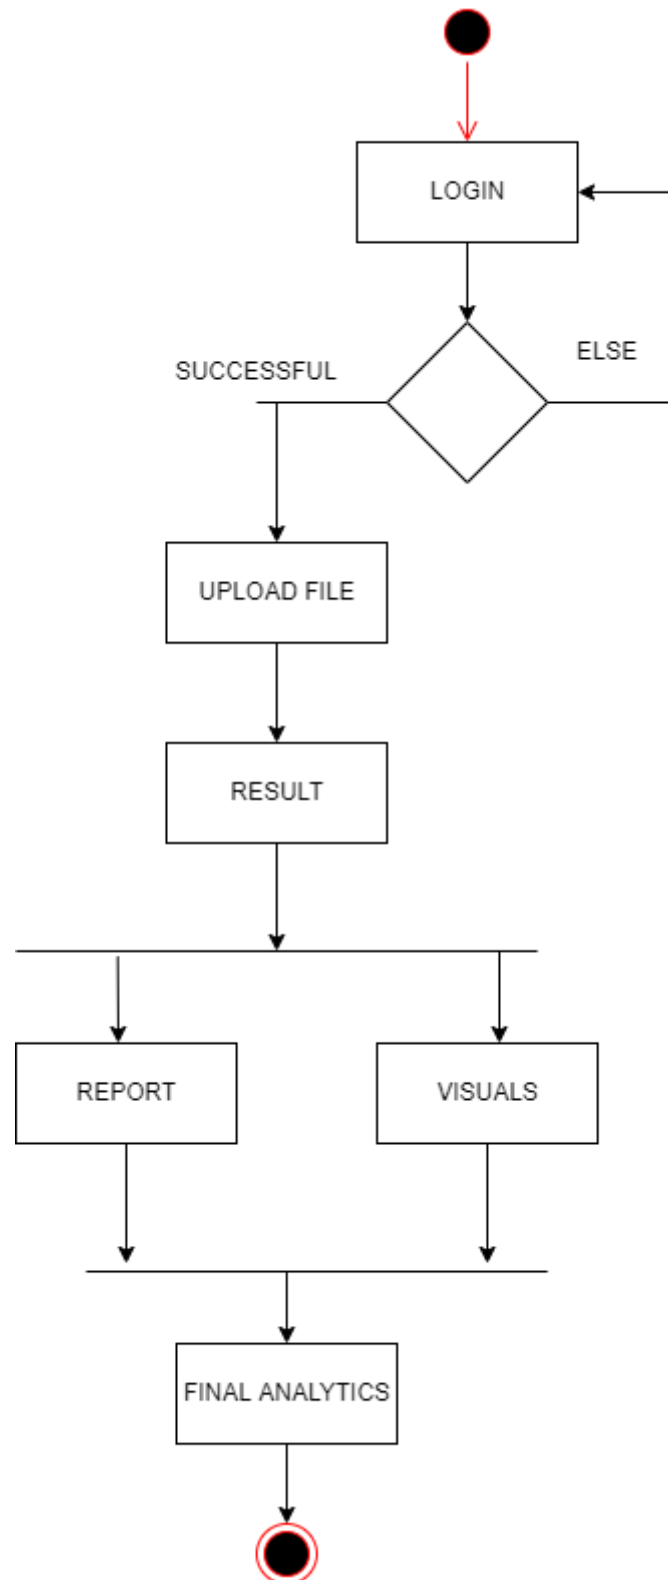 LOGIN
ELSE
SUCCESSFUL
UPLOAD FILE
RESULT
REPORT
VISUALS
FINAL ANALYTICS